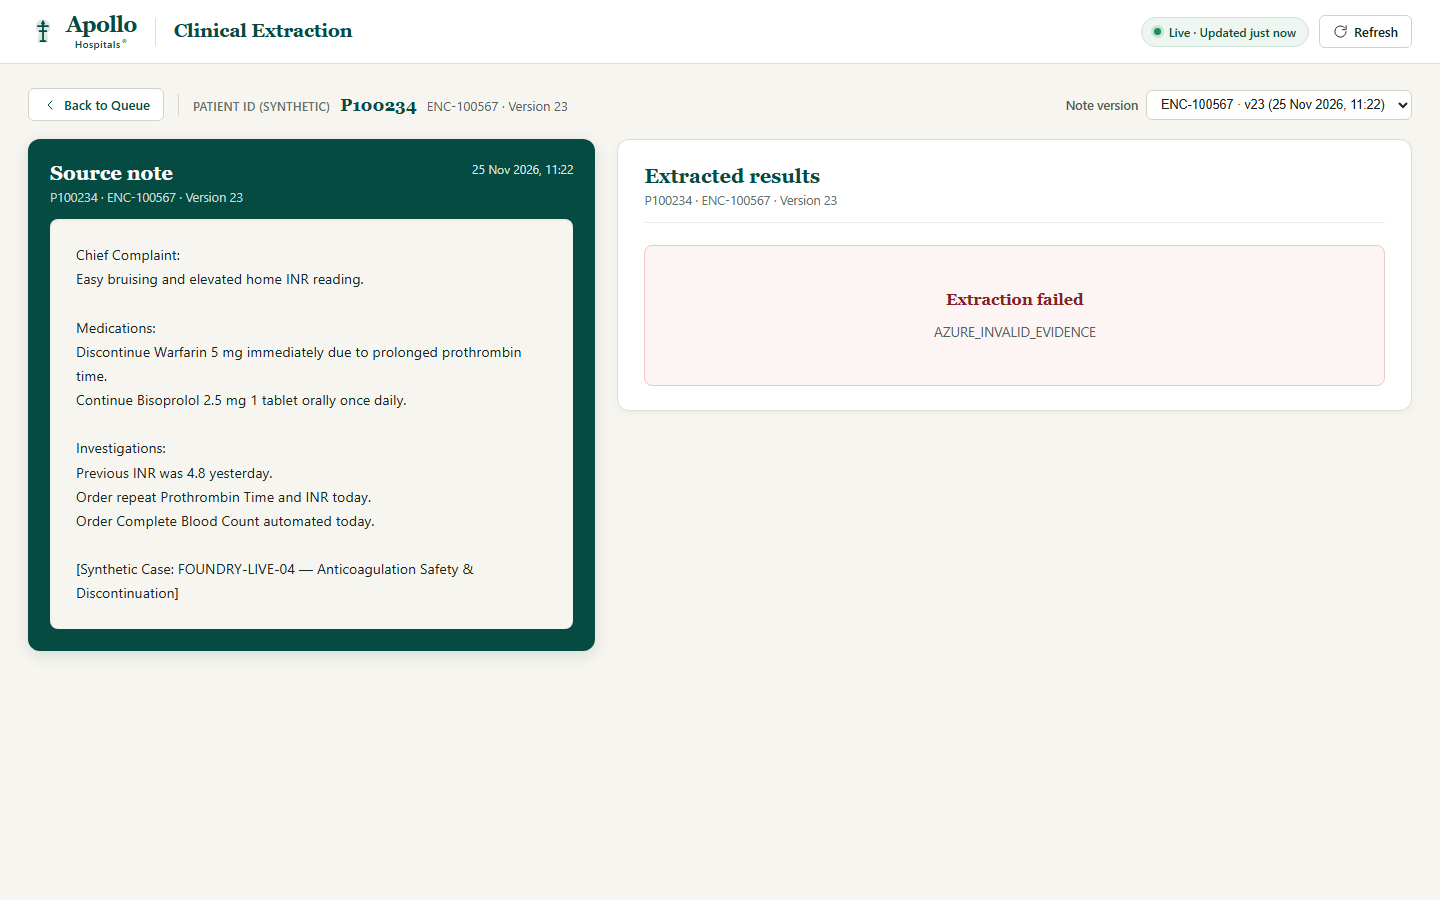 Apollo
Hospitals®
Clinical Extraction
Live · Updated just now
Refresh
Back to Queue
PATIENT ID (SYNTHETIC) P100234 ENC-100567 · Version 23
Note version
ENC-100567 · v23 (25 Nov 2026, 11:22)
Source note
25 Nov 2026, 11:22
P100234 · ENC-100567 · Version 23
Chief Complaint:
Easy bruising and elevated home INR reading.
Medications:
Discontinue Warfarin 5 mg immediately due to prolonged prothrombin
time.
Continue Bisoprolol 2.5 mg 1 tablet orally once daily.
Investigations:
Previous INR was 4.8 yesterday.
Order repeat Prothrombin Time and INR today.
Order Complete Blood Count automated today.
[Synthetic Case: FOUNDRY-LIVE-04 — Anticoagulation Safety &
Discontinuation]
Extracted results
P100234 · ENC-100567 · Version 23
Extraction failed
AZURE_INVALID_EVIDENCE